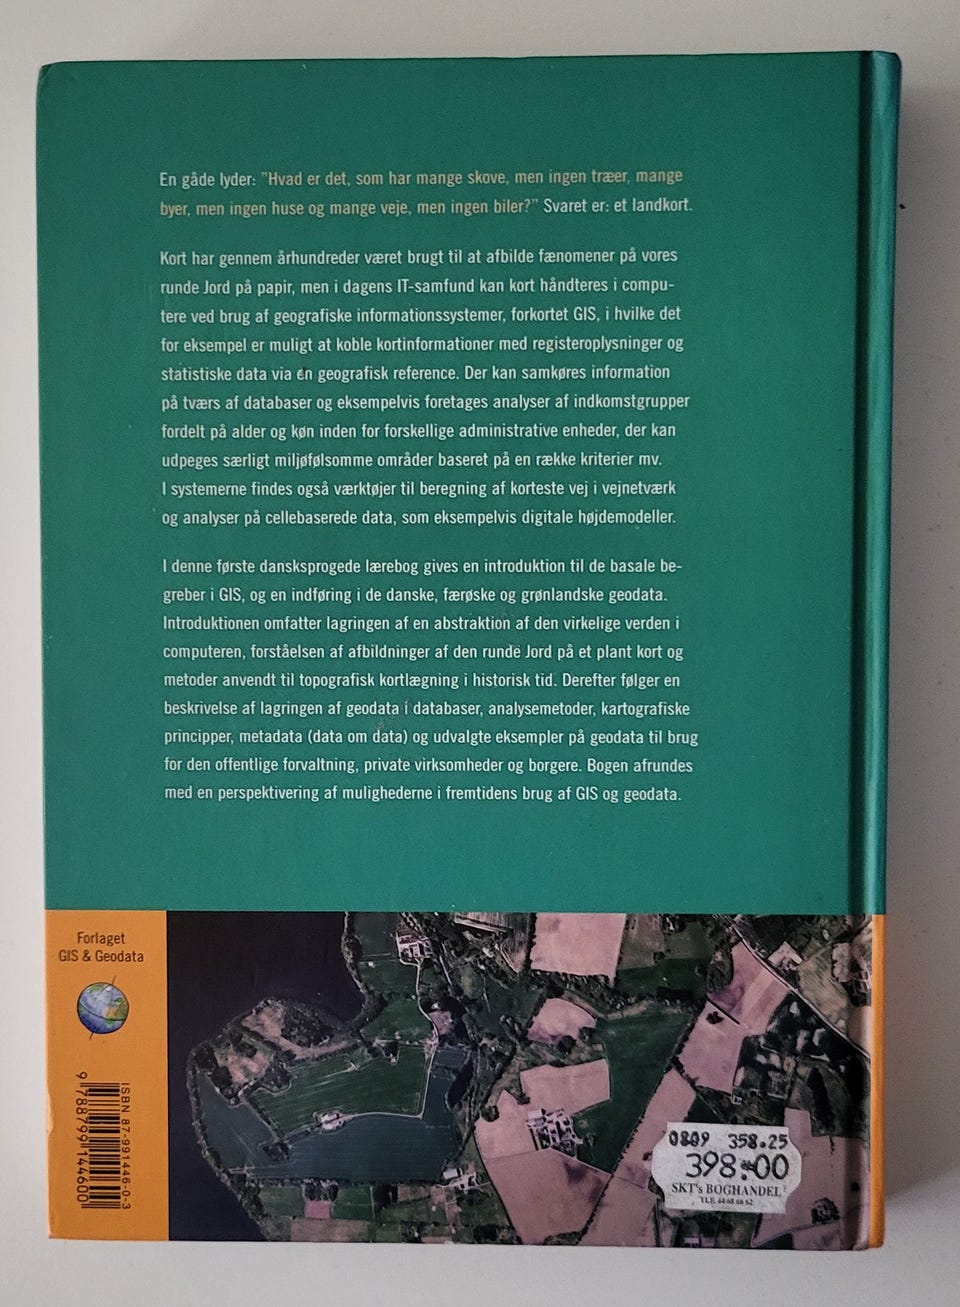 En gåde lyder: "Hvad er det, som har mange skove, men ingen træer, mange
byer, men ingen huse og mange veje, men ingen biler?" Svaret er: et landkort.
Kort har gennem århundreder været brugt til at afbilde fænomener på vores
runde Jord på papir, men i dagens IT-samfund kan kort håndteres i compu-
tere ved brug af geografiske informationssystemer, forkortet GIS, i hvilke det
for eksempel er muligt at koble kortinformationer med registeroplysninger og
statistiske data via én geografisk reference. Der kan samkøres information
på tværs af databaser og eksempelvis foretages analyser af indkomstgrupper
fordelt på alder og køn inden for forskellige administrative enheder, der kan
udpeges særligt miljøfølsomme områder baseret på en række kriterier mv.
I systemerne findes også værktøjer til beregning af korteste vej i vejnetværk
og analyser på cellebaserede data, som eksempelvis digitale højdemodeller.
I denne første dansksprogede lærebog gives en introduktion til de basale be-
greber i GIS, og en indføring i de danske, færøske og grønlandske geodata.
Introduktionen omfatter lagringen af en abstraktion af den virkelige verden i
computeren, forståelsen af afbildninger af den runde Jord på et plant kort og
metoder anvendt til topografisk kortlægning i historisk tid. Derefter følger en
beskrivelse af lagringen af geodata i databaser, analysemetoder, kartografiske
principper, metadata (data om data) og udvalgte eksempler på geodata til brug
for den offentlige forvaltning, private virksomheder og borgere. Bogen afrundes
med en perspektivering af mulighederne i fremtidens brug af GIS og geodata.
Forlaget
GIS & Geodata
ISBN 87-991446-0-3
9 788799 144600
0809 358.25
398.00
SKT's BOGHANDEL
TLF. 44 68 66 62